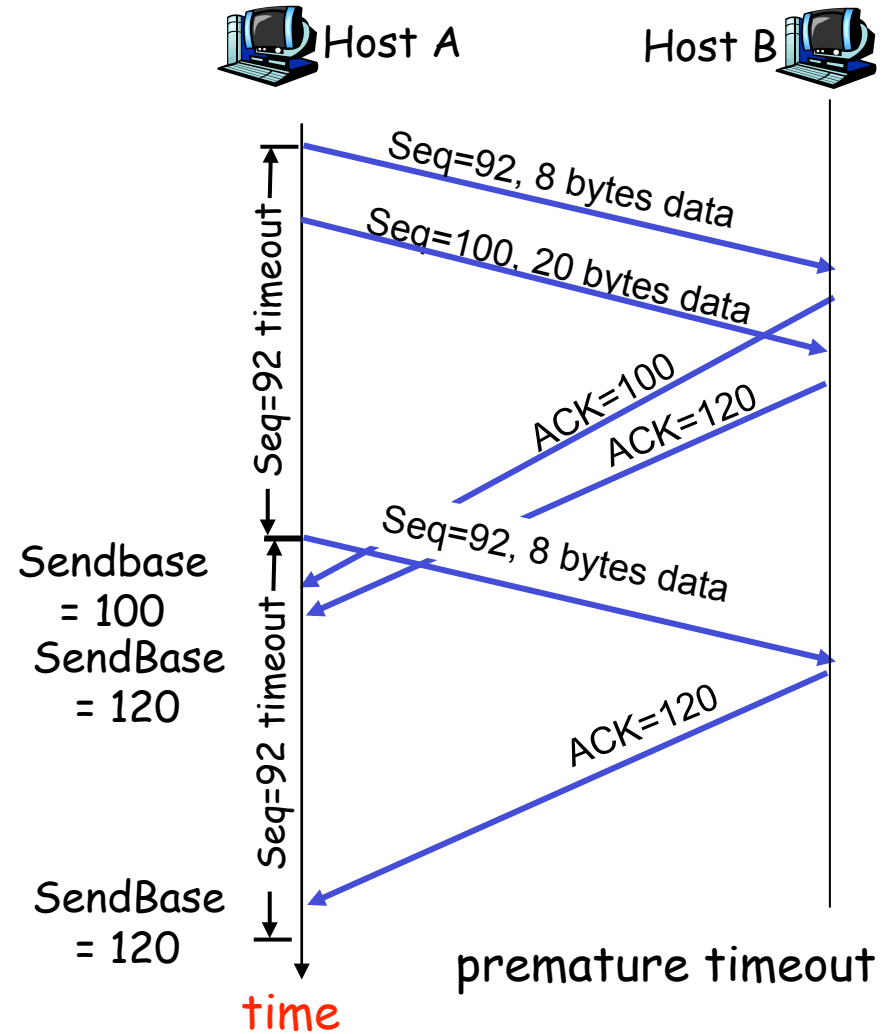 Host A
Host B
Seq=92, 8 bytes data
Seq=100, 20 bytes data
Seq=92 timeout
ACK=100
ACK=120
Seq=92, 8 bytes data
Sendbase
= 100
SendBase
= 120
Seq=92 timeout
ACK=120
SendBase
= 120
premature timeout
time